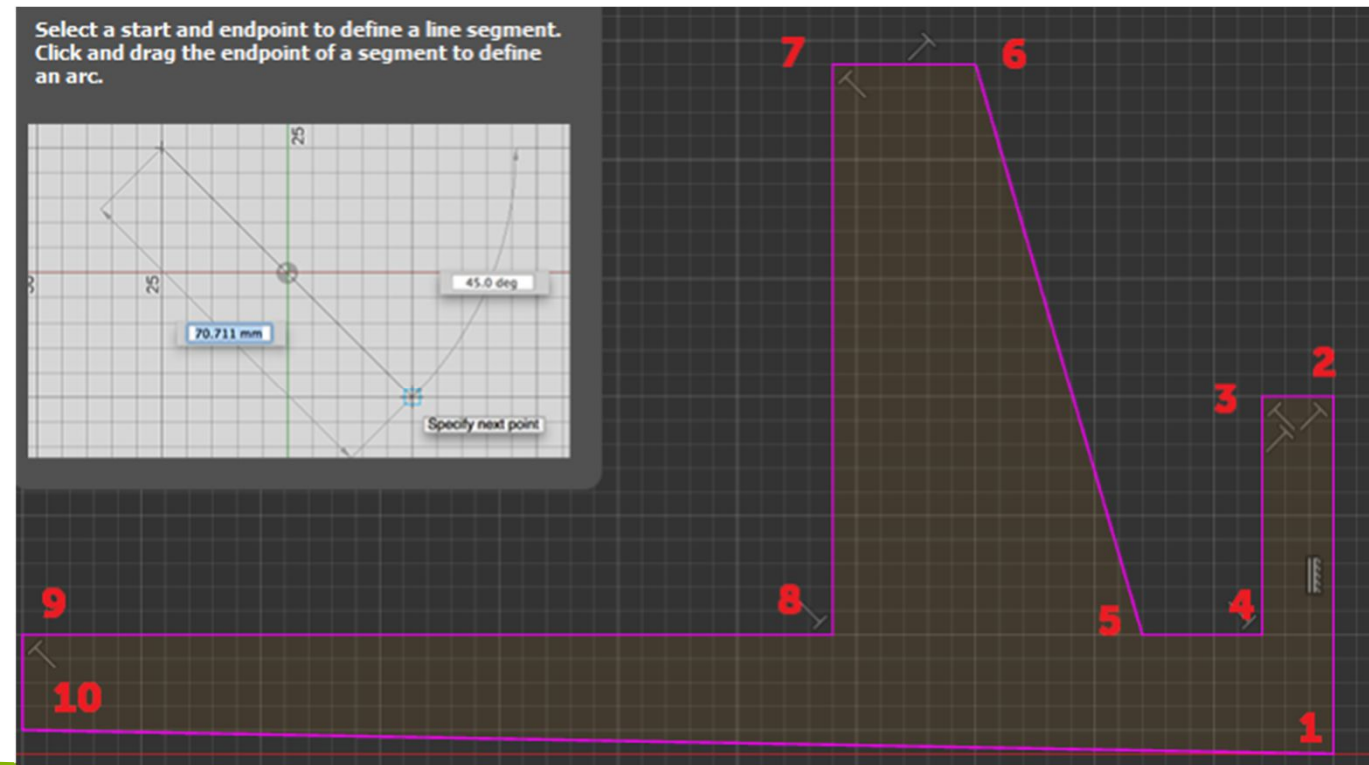 Select a start and endpoint to define a line segment.
Click and drag the endpoint of a segment to define
an arc.
25
25
45.0 deg
70.711 mm
Specify next point
7
6
2
3
9
8
5
4
10
1